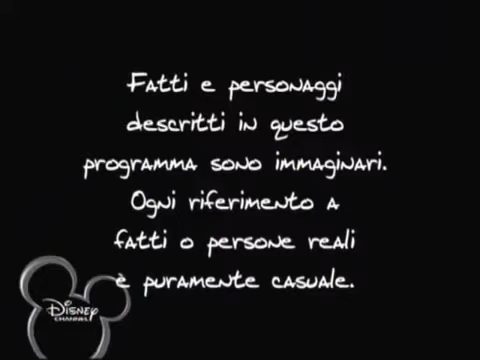 Fatti e personaggi
descritti in questo
programma sono immaginari.
Ogni riferimento a
fatti o persone reali
è puramente casuale.
Disney
CHANNEL